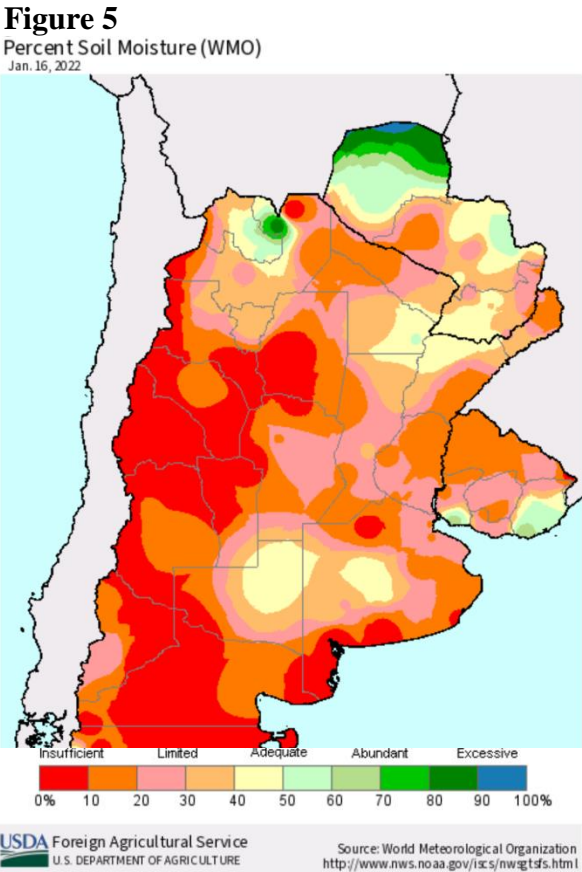 Figure 5
Percent Soil Moisture (WMO)
Jan. 16, 2022
Insufficient Limited Adequate Abundant Excessive
0% 10 20 30 40 50 60 70 80 90 100%
USDA Foreign Agricultural Service
U.S. DEPARTMENT OF AGRICULTURE
Source: World Meteorological Organization
http://www.nws.noaa.gov/iscs/nwsgtsfs.html